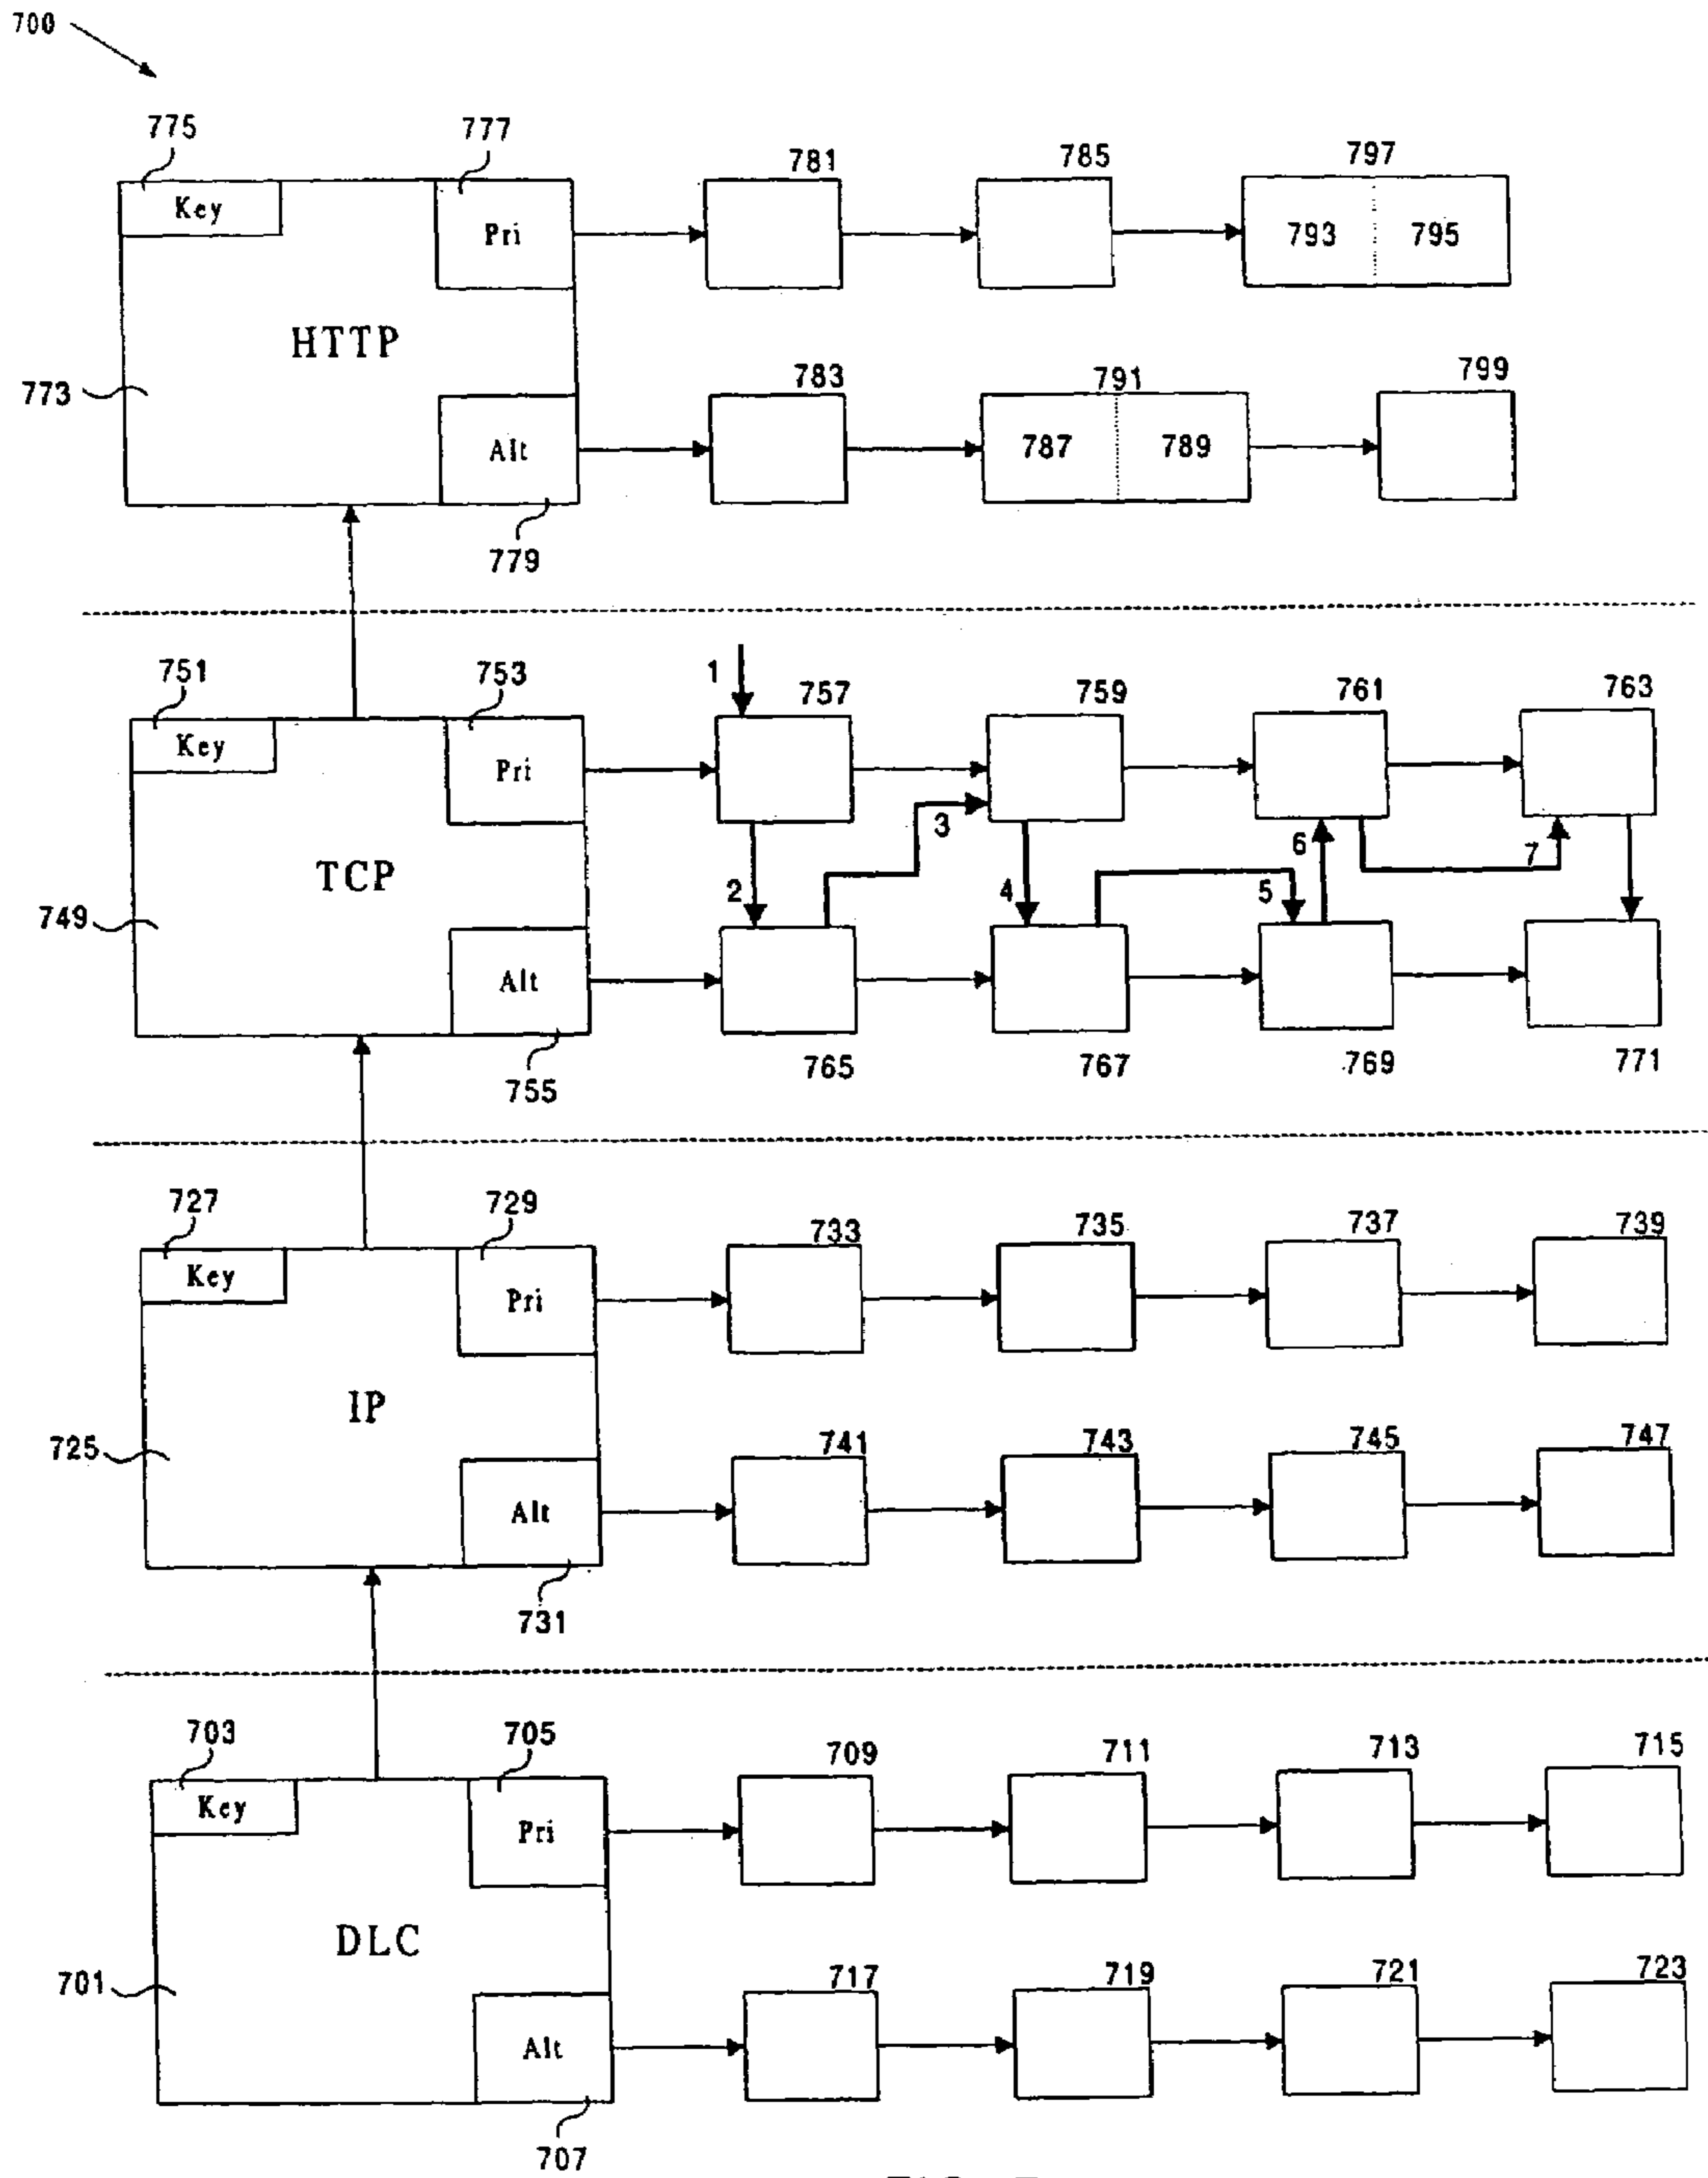 700
775 777 781 785 797
Key Pri 793 795
HTTP
773 783 791 799
Alt 787 789
779
751 753 1 757 759 761 763
Key Pri
3 6 7
TCP 2 4 5
749
Alt
755 765 767 769 771
727 729 733 735 737 739
Key Pri
IP
725 741 743 745 747
Alt
731
703 705 709 711 713 715
Key Pri
DLC
701 717 719 721 723
Alt
707